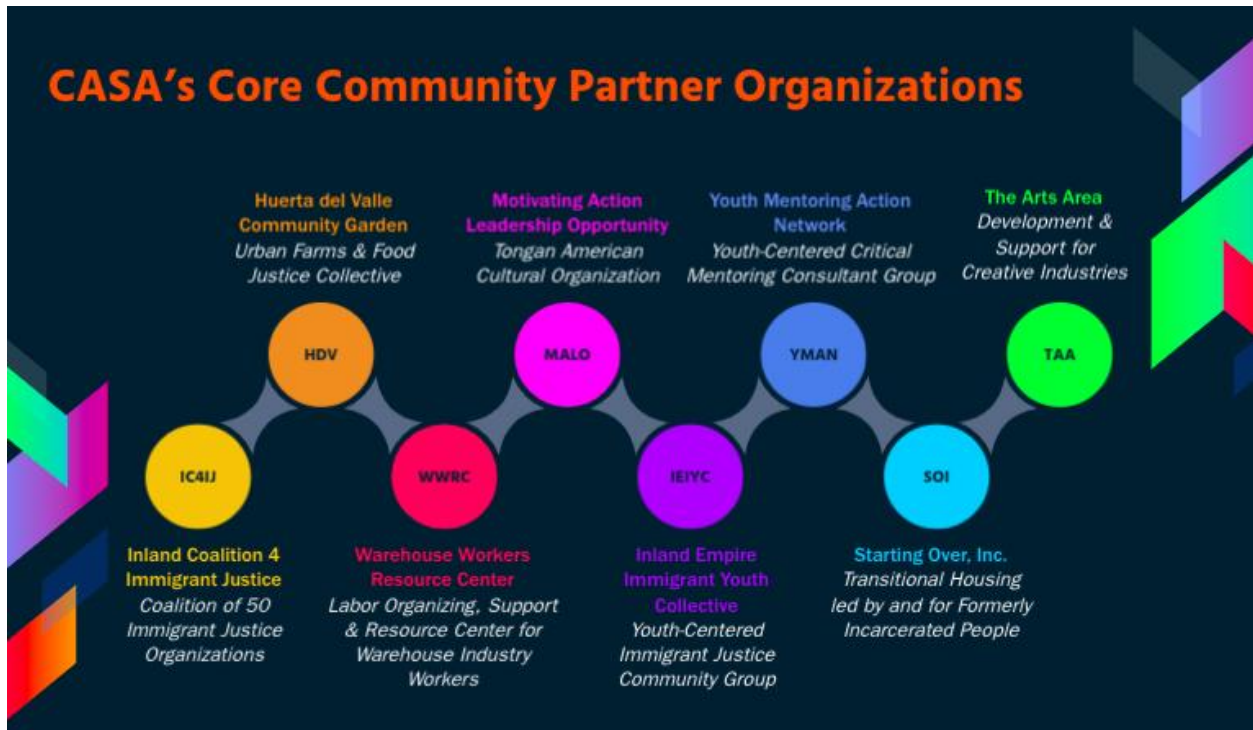 CASA's Core Community Partner Organizations
Huerta del Valle
Community Garden
Urban Farms & Food
Justice Collective
Motivating Action
Leadership Opportunity
Tongan American
Cultural Organization
Youth Mentoring Action
Network
Youth-Centered Critical
Mentoring Consultant Group
The Arts Area
Development &
Support for
Creative Industries
HDV
MALO
YMAN
TAA
IC4IJ
WWRC
IEIYC
SOI
Inland Coalition 4
Immigrant Justice
Coalition of 50
Immigrant Justice
Organizations
Warehouse Workers
Resource Center
Labor Organizing, Support
& Resource Center for
Warehouse Industry
Workers
Inland Empire
Immigrant Youth
Collective
Youth-Centered
Immigrant Justice
Community Group
Starting Over, Inc.
Transitional Housing
led by and for Formerly
Incarcerated People